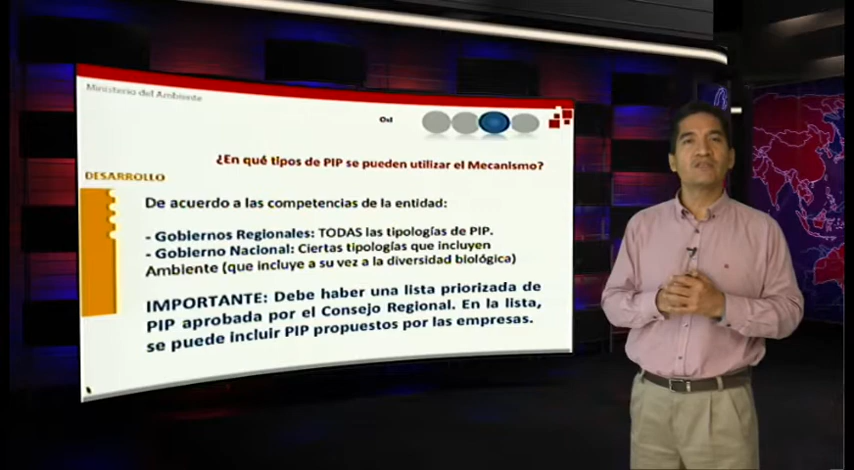 Ministerio del Ambiente
¿En qué tipos de PIP se pueden utilizar el Mecanismo?
DESARROLLO
De acuerdo a las competencias de la entidad:
- Gobiernos Regionales: TODAS las tipologías de PIP.
- Gobierno Nacional: Ciertas tipologías que incluyen
Ambiente (que incluye a su vez a la diversidad biológica)
IMPORTANTE: Debe haber una lista priorizada de
PIP aprobada por el Consejo Regional. En la lista,
se puede incluir PIP propuestos por las empresas.